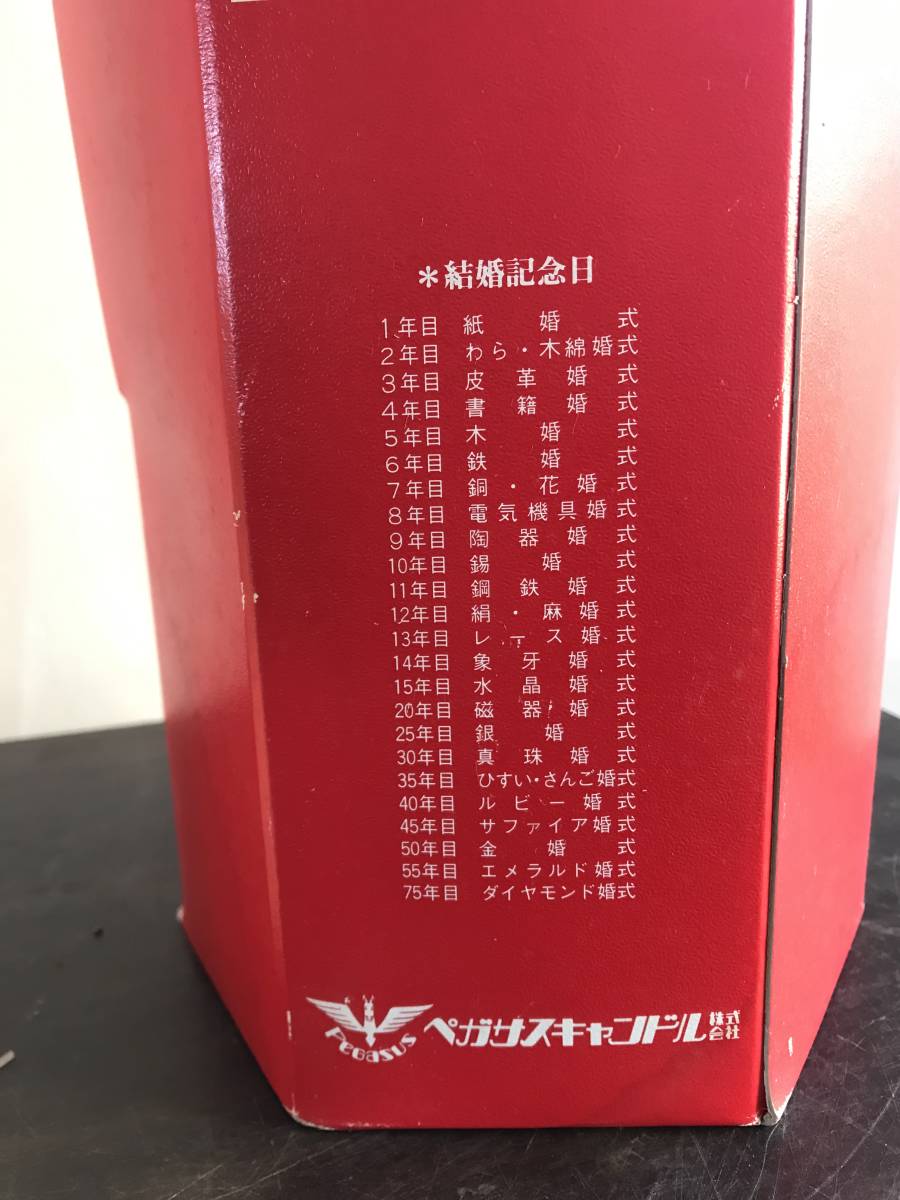 *結婚記念日
1年目 紙婚式
2年目 わら・木綿婚式
3年目 皮革婚式
4年目 書籍婚式
5年目 木婚式
6年目 鉄婚式
7年目 銅・花婚式
8年目 電気機具婚式
9年目 陶器婚式
10年目 錫婚式
11年目 鋼鉄婚式
12年目 絹・麻婚式
13年目 レース婚式
14年目 象牙婚式
15年目 水晶婚式
20年目 磁器婚式
25年目 銀婚式
30年目 真珠婚式
35年目 ひすい・さんご婚式
40年目 ルビー婚式
45年目 サファイア婚式
50年目 金婚式
55年目 エメラルド婚式
75年目 ダイヤモンド婚式
Pegasus ペガサスキャンドル株式会社